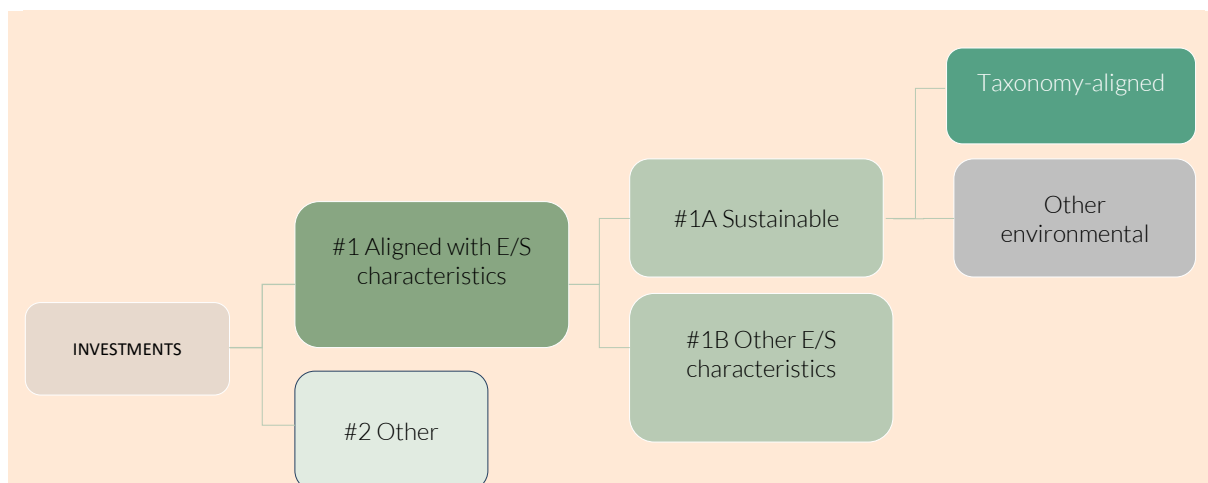 Taxonomy-aligned
#1A Sustainable
Other
environmental
#1 Aligned with E/S
characteristics
INVESTMENTS
#1B Other E/S
characteristics
#2 Other